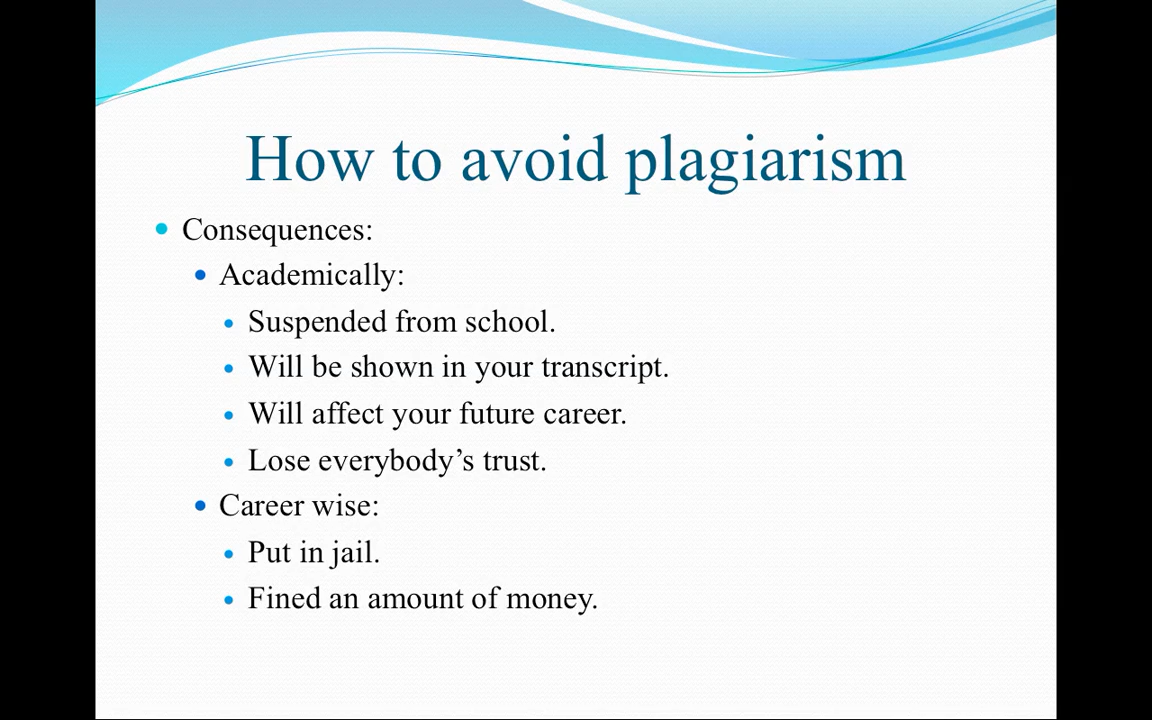 How to avoid plagiarism
Consequences:
Academically:
Suspended from school.
Will be shown in your transcript.
Will affect your future career.
Lose everybody’s trust.
Career wise:
Put in jail.
Fined an amount of money.